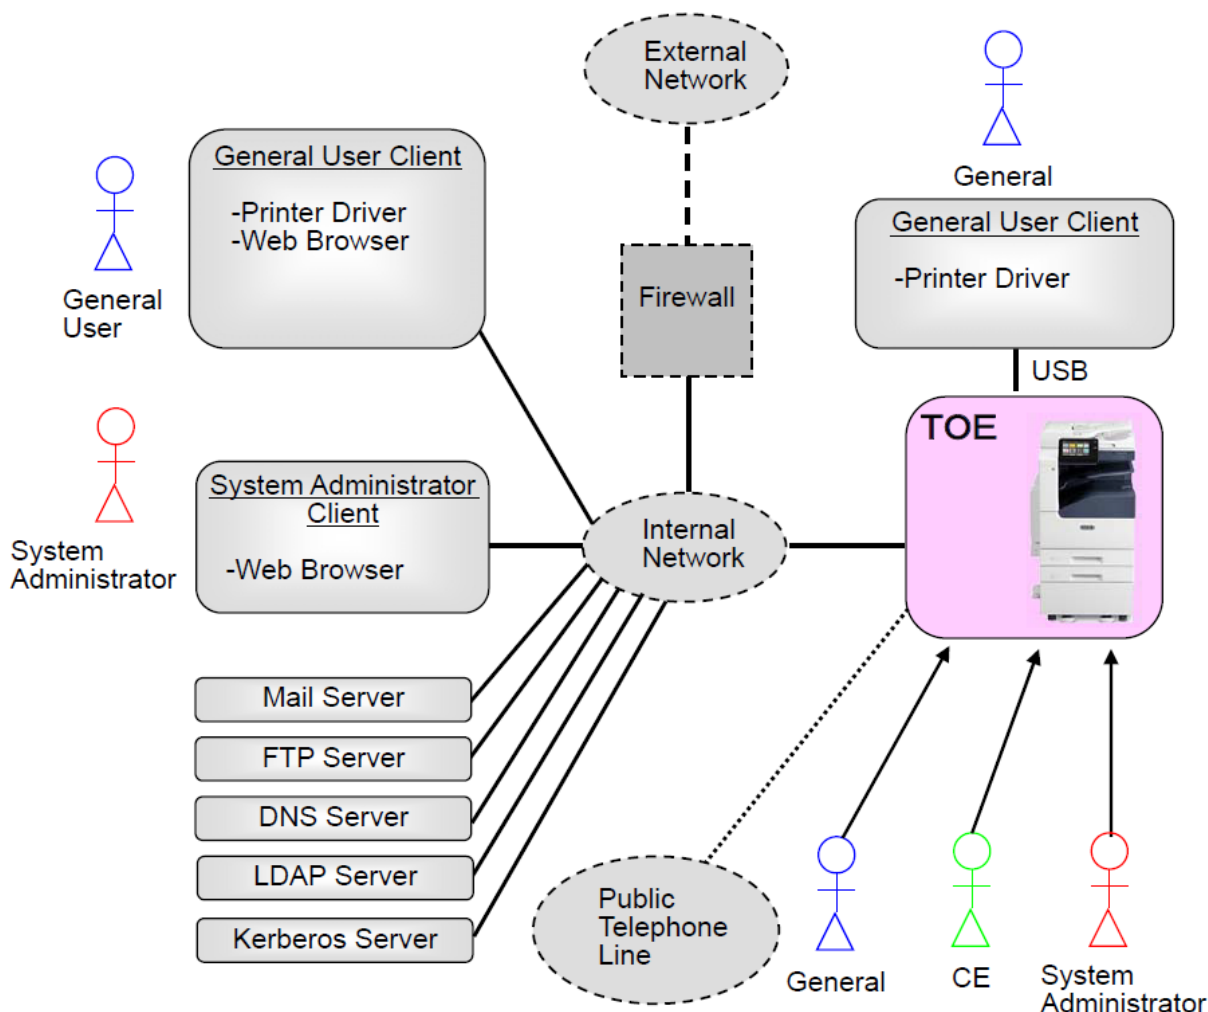 External
Network
General
General User Client
-Printer Driver
-Web Browser
General
User
General User Client
-Printer Driver
Firewall
USB
TOE
System Administrator
Client
-Web Browser
System
Administrator
Internal
Network
Mail Server
FTP Server
DNS Server
LDAP Server
Kerberos Server
Public
Telephone
Line
General
CE
System
Administrator